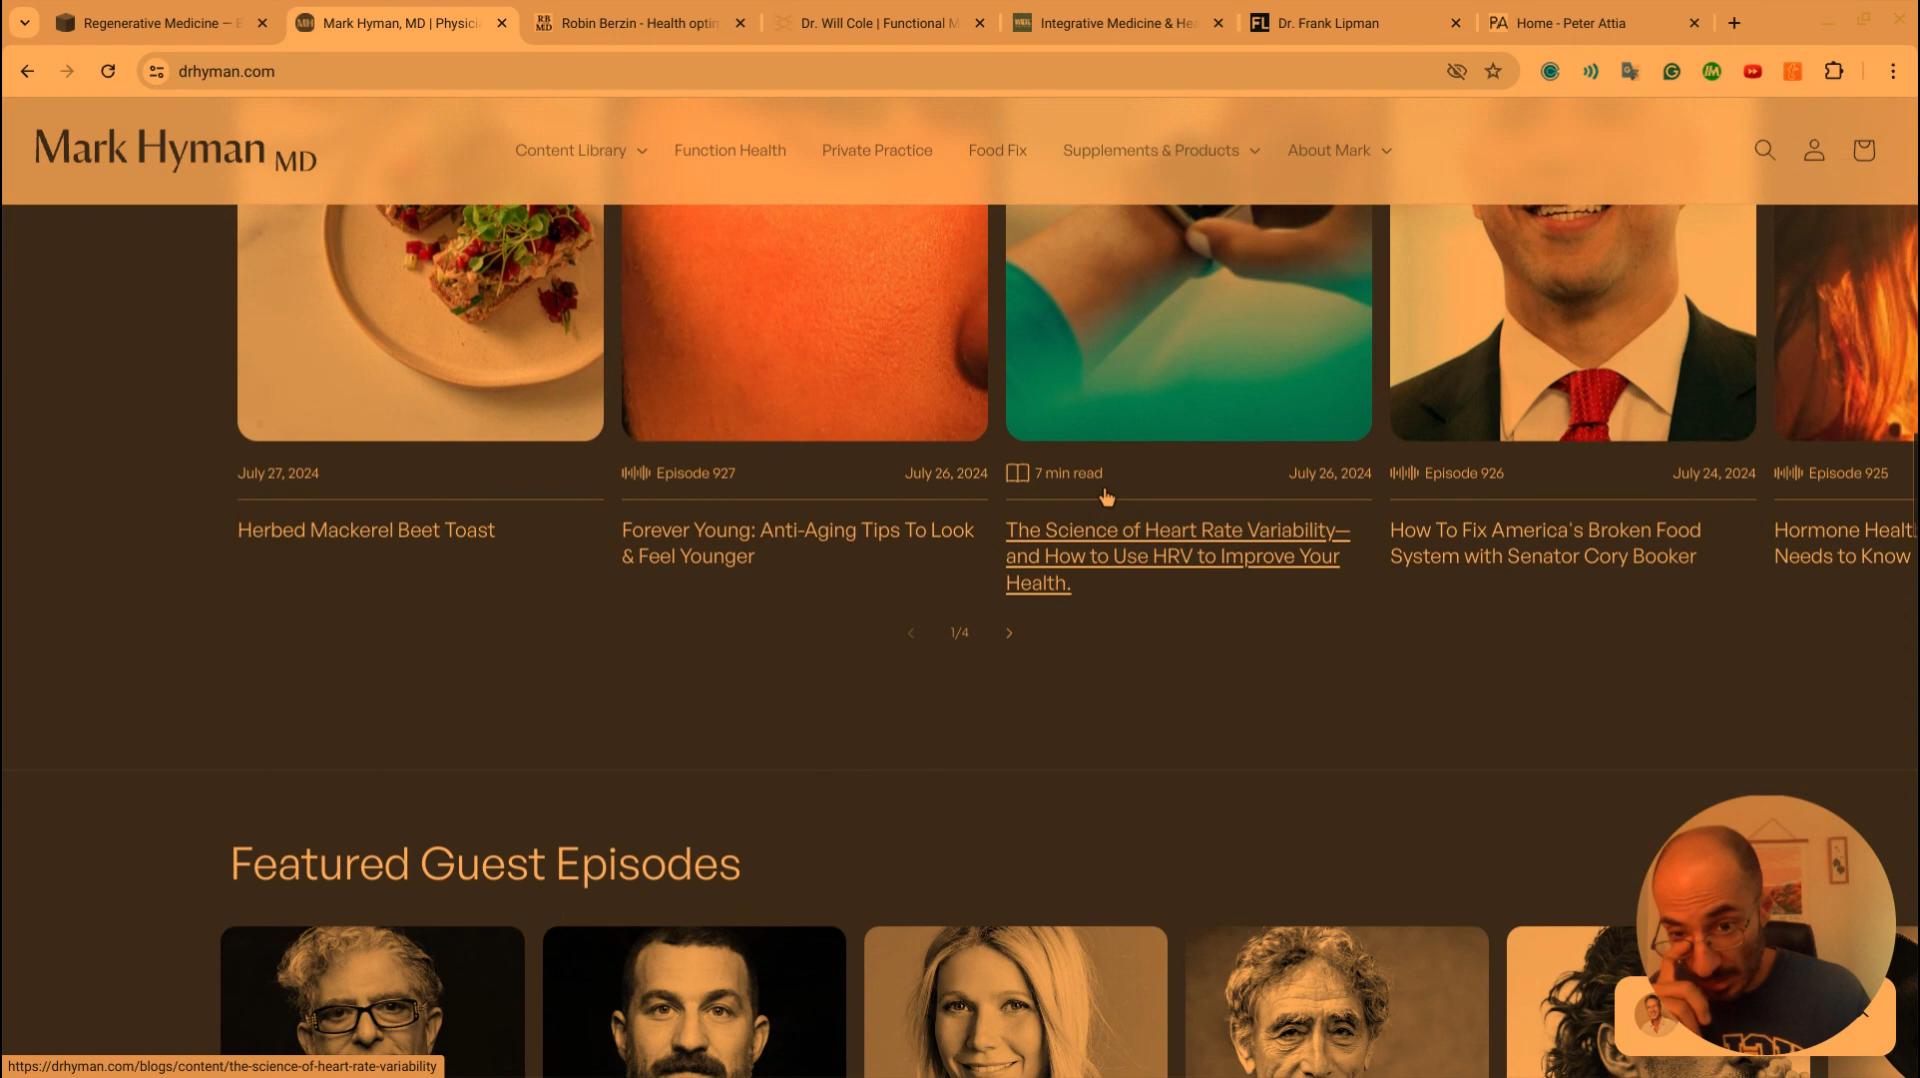 Regenerative Medicine —
Mark Hyman, MD | Physici
RB
MD
Robin Berzin - Health optim
Dr. Will Cole | Functional M
Integrative Medicine & He
FL
Dr. Frank Lipman
PA
Home - Peter Attia
drhyman.com
Mark Hyman MD
Content Library
Function Health
Private Practice
Food Fix
Supplements & Products
About Mark
July 27, 2024
Herbed Mackerel Beet Toast
Episode 927
July 26, 2024
Forever Young: Anti-Aging Tips To Look
& Feel Younger
7 min read
July 26, 2024
The Science of Heart Rate Variability—
and How to Use HRV to Improve Your
Health.
Episode 926
July 24, 2024
How To Fix America's Broken Food
System with Senator Cory Booker
Episode 925
Hormone Healt
Needs to Know
1/4
Featured Guest Episodes
https://drhyman.com/blogs/content/the-science-of-heart-rate-variability